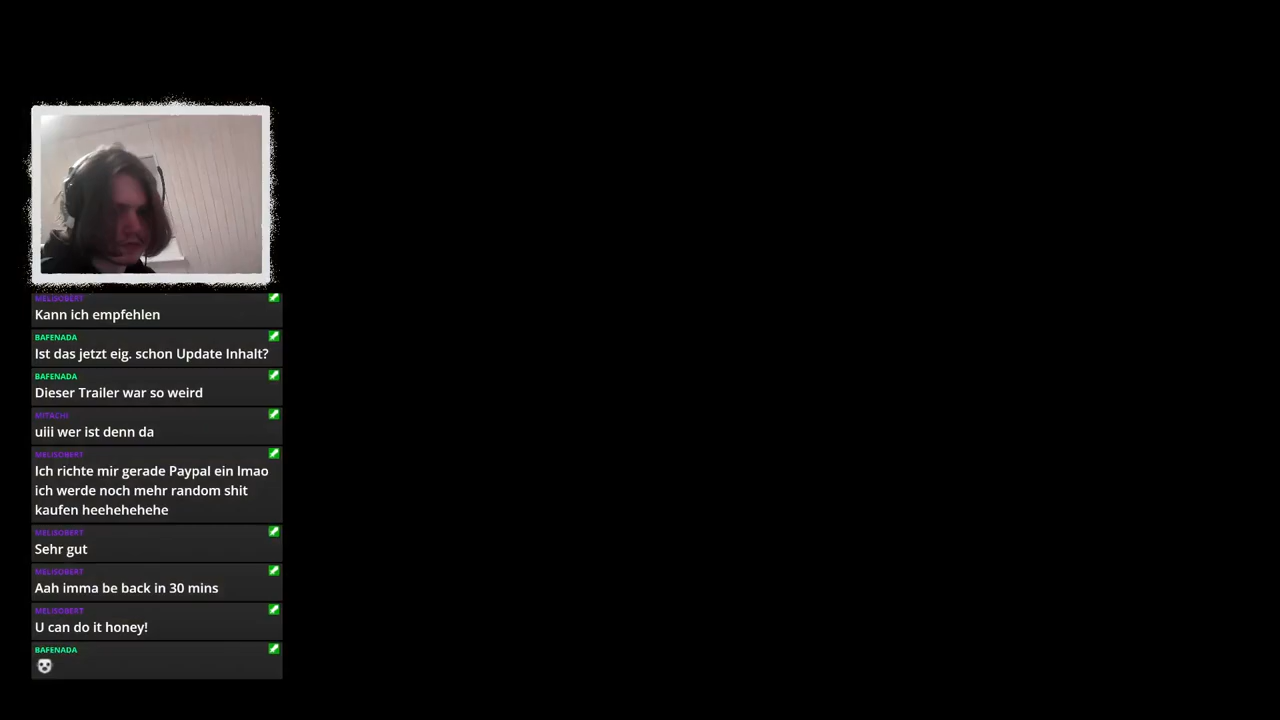 MELISOBERT
Kann ich empfehlen
BAFENADA
Ist das jetzt eig. schon Update Inhalt?
BAFENADA
Dieser Trailer war so weird
MITACHI
uiii wer ist denn da
MELISOBERT
Ich richte mir gerade Paypal ein lmao
ich werde noch mehr random shit
kaufen heehehehehe
MELISOBERT
Sehr gut
MELISOBERT
Aah imma be back in 30 mins
MELISOBERT
U can do it honey!
BAFENADA